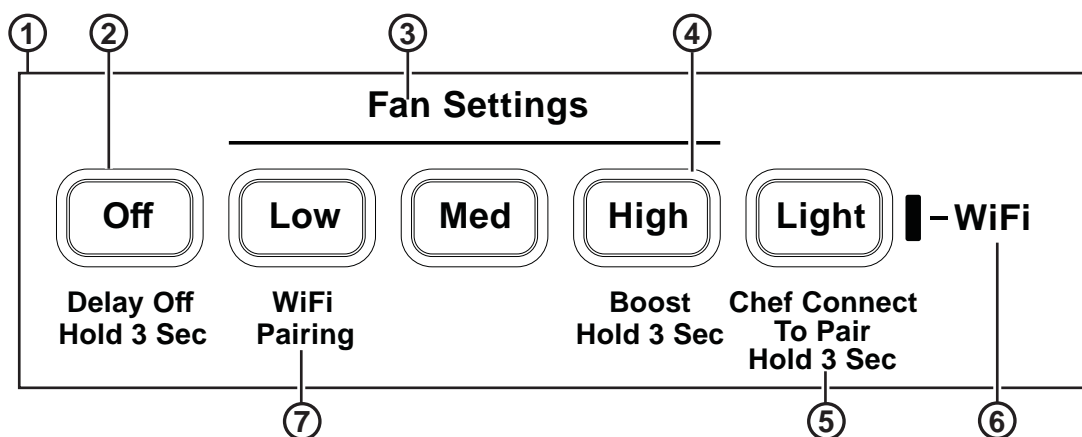 ① ② ③ ④
Fan Settings
Off Low Med High Light –WiFi
Delay Off
Hold 3 Sec
WiFi
Pairing
Boost
Hold 3 Sec
Chef Connect
To Pair
Hold 3 Sec
⑦ ⑤ ⑥